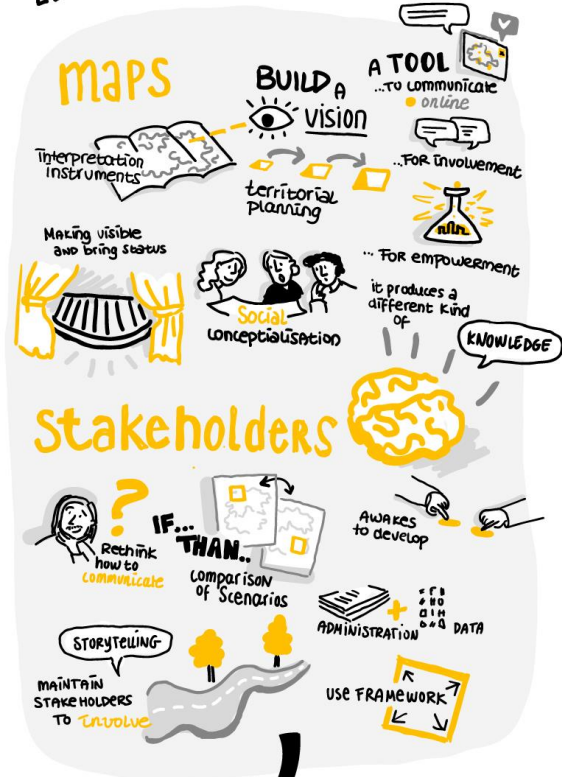 maps
BUILD A
vision
A TOOL
...TO communicate
online
interpretation
instruments
...FOR involvement
territorial
planning
Making visible
and bring status
... FOR empowerment
Social
conceptialisation
it produces a
different kind
of
KNOWLEDGE
stakeholders
?
Rethink
how to
communicate
IF...
THAN..
comparison
of Scenarios
AWAKES
to develop
ADMINISTRATION + DATA
STORYTELLING
MAINTAIN
STAKEHOLDERS
TO involve
USE FRAMEWORK